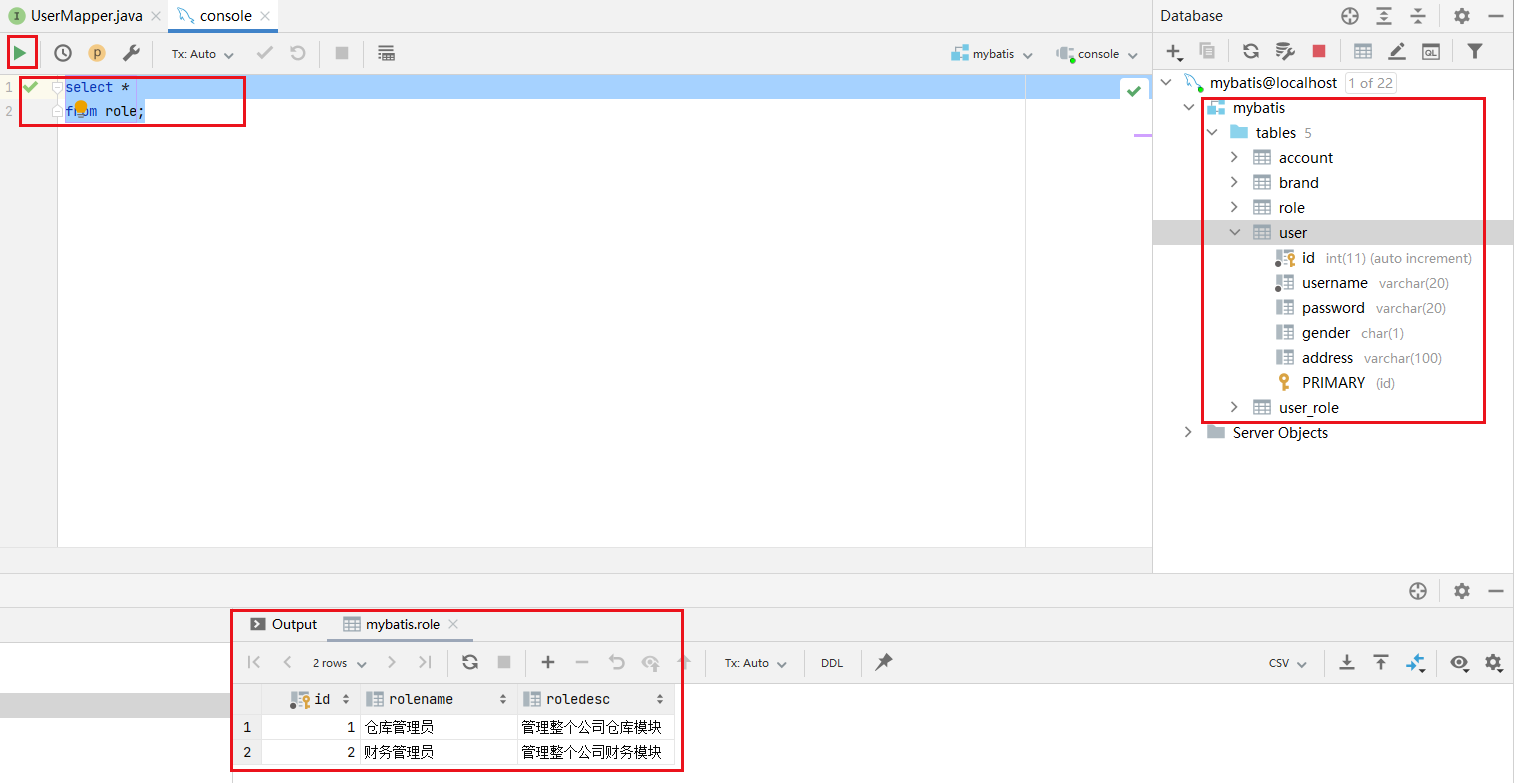 UserMapper.java
console
Database
Tx: Auto
mybatis
console
1 select *
2 from role;
mybatis@localhost 1 of 22
mybatis
tables 5
account
brand
role
user
id int(11) (auto increment)
username varchar(20)
password varchar(20)
gender char(1)
address varchar(100)
PRIMARY (id)
user_role
Server Objects
Output
mybatis.role
2 rows
Tx: Auto
DDL
CSV
id rolename roledesc
1 1 仓库管理员 管理整个公司仓库模块
2 2 财务管理员 管理整个公司财务模块